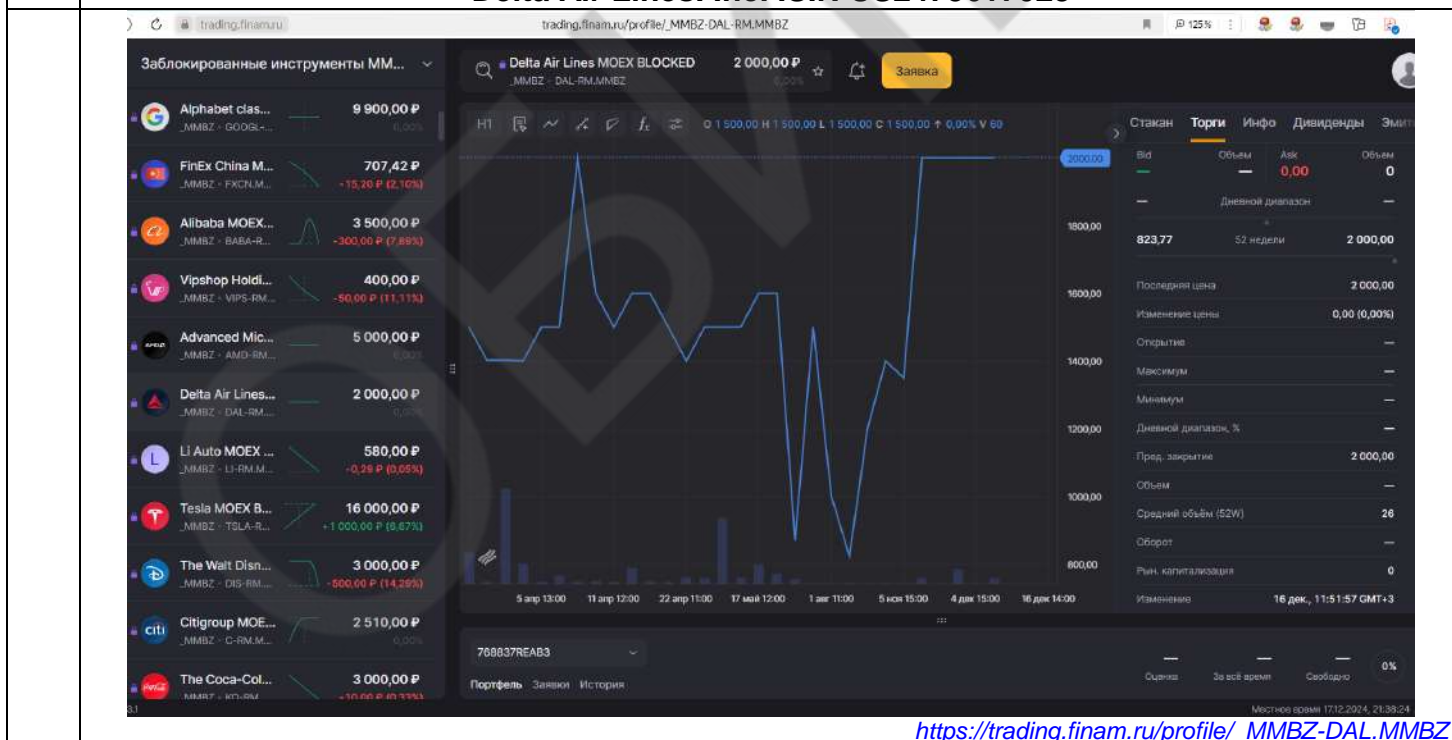 trading.finam.ru
trading.finam.ru/profile/_MMBZ-DAL-RM.MMBZ
125 %
Заблокированные инструменты MM...
Delta Air Lines MOEX BLOCKED 2 000,00 ₽
_MMBZ · DAL-RM.MMBZ 0,00%
Заявка
Alphabet clas... 9 900,00 ₽
_MMBZ · GOOGL-... 0,00%
FinEx China M... 707,42 ₽
_MMBZ · FXCN.M... -15,20 ₽ (2,10%)
Alibaba MOEX... 3 500,00 ₽
_MMBZ · BABA-R... -300,00 ₽ (7,89%)
Vipshop Holdi... 400,00 ₽
_MMBZ · VIPS-RM... -50,00 ₽ (11,11%)
Advanced Mic... 5 000,00 ₽
_MMBZ · AMD-RM... 0,00%
Delta Air Lines... 2 000,00 ₽
_MMBZ · DAL-RM.... 0,00%
Li Auto MOEX ... 580,00 ₽
_MMBZ · LI-RM.M... -0,29 ₽ (0,05%)
Tesla MOEX B... 16 000,00 ₽
_MMBZ · TSLA-R... +1 000,00 ₽ (6,67%)
The Walt Disn... 3 000,00 ₽
_MMBZ · DIS-RM.... -500,00 ₽ (14,29%)
citi
Citigroup MOE... 2 510,00 ₽
_MMBZ · C-RM.M... 0,00%
The Coca-Col... 3 000,00 ₽
H1 O 1 500,00 H 1 500,00 L 1 500,00 C 1 500,00 0,00% V 60
2000,00
1800,00
1600,00
1400,00
1200,00
1000,00
800,00
5 апр 13:00 11 апр 12:00 22 апр 11:00 17 май 12:00 1 авг 11:00 5 ноя 15:00 4 дек 15:00 16 дек 14:00
Стакан Торги Инфо Дивиденды Эмит
Bid Объем Ask Объем
— — 0,00 0
— Дневной диапазон —
823,77 52 недели 2 000,00
Последняя цена 2 000,00
Изменение цены 0,00 (0,00%)
Открытие —
Максимум —
Минимум —
Дневной диапазон, % —
Пред. закрытие 2 000,00
Объем —
Средний объём (52W) 26
Оборот —
Рын. капитализация 0
Изменение 16 дек., 11:51:57 GMT+3
768837REAB3
Портфель Заявки История
— — — 0%
Оценка За всё время Свободно
Местное время 17.12.2024, 21:38:24
https://trading.finam.ru/profile/_MMBZ-DAL.MMBZ